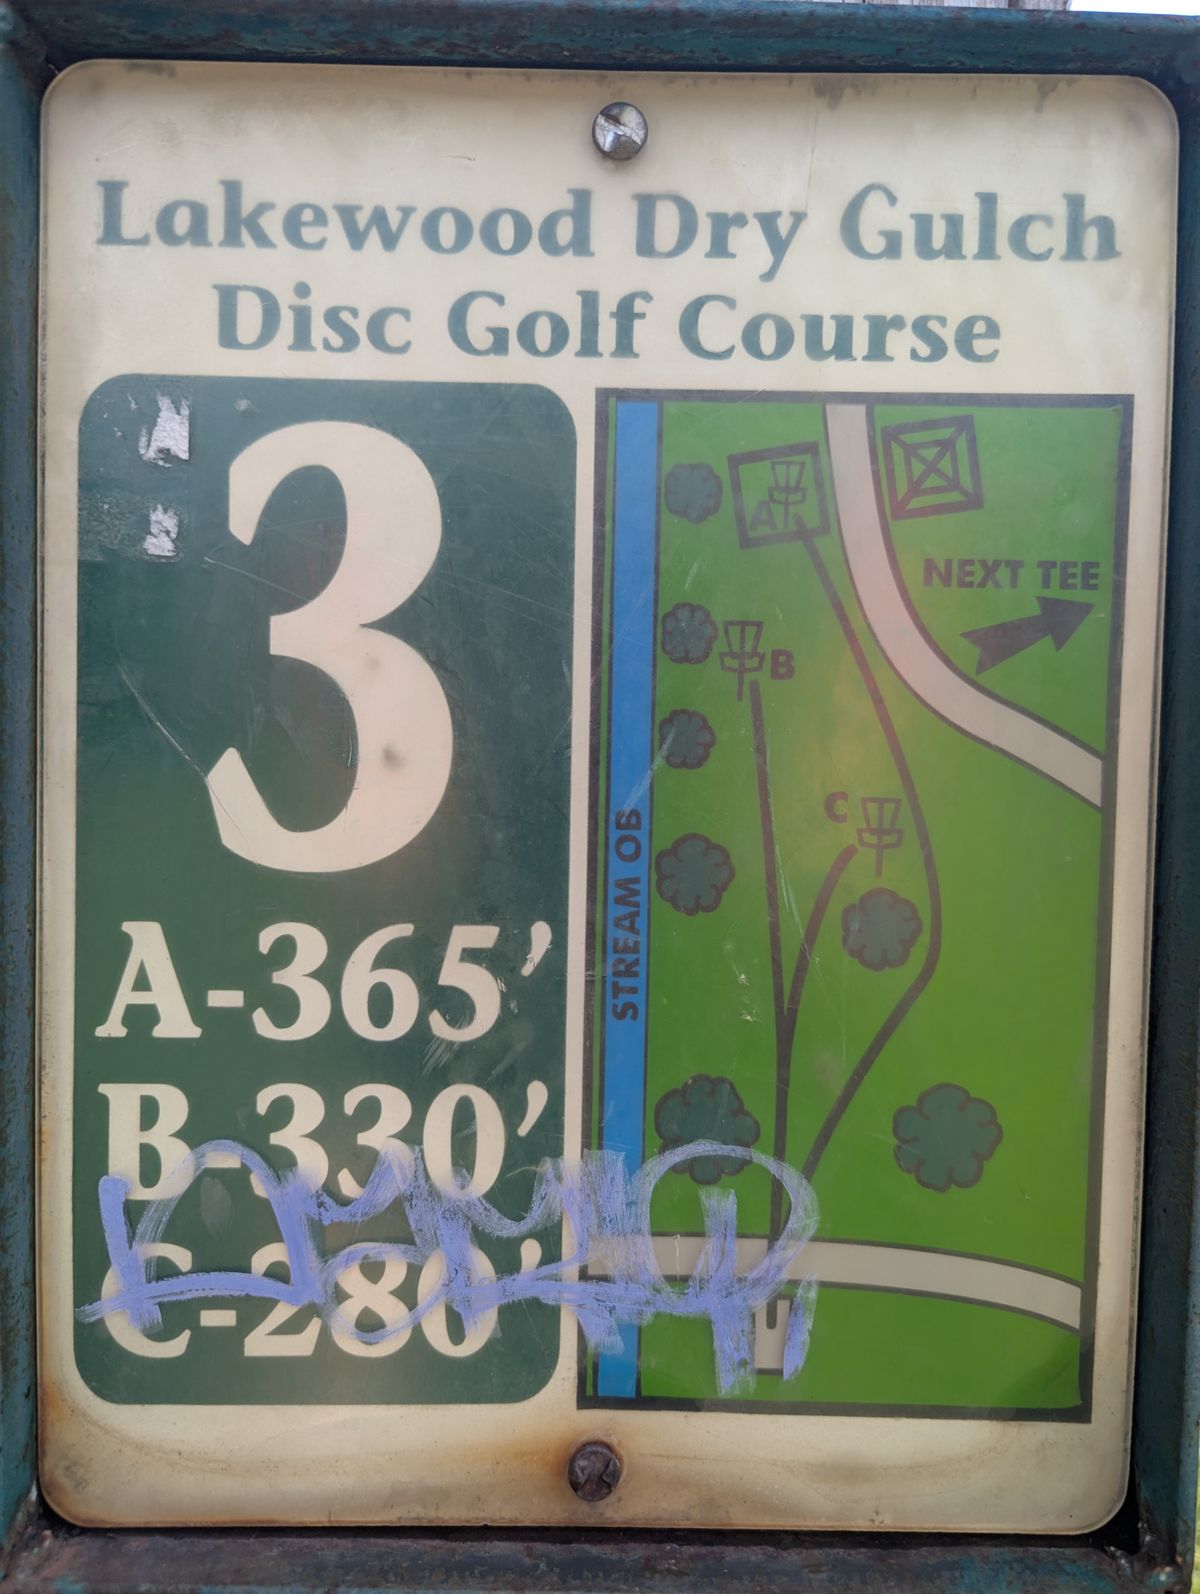 Lakewood Dry Gulch
Disc Golf Course
3
A-365'
B-330'
C-280'
A
B
C
NEXT TEE
STREAM OB